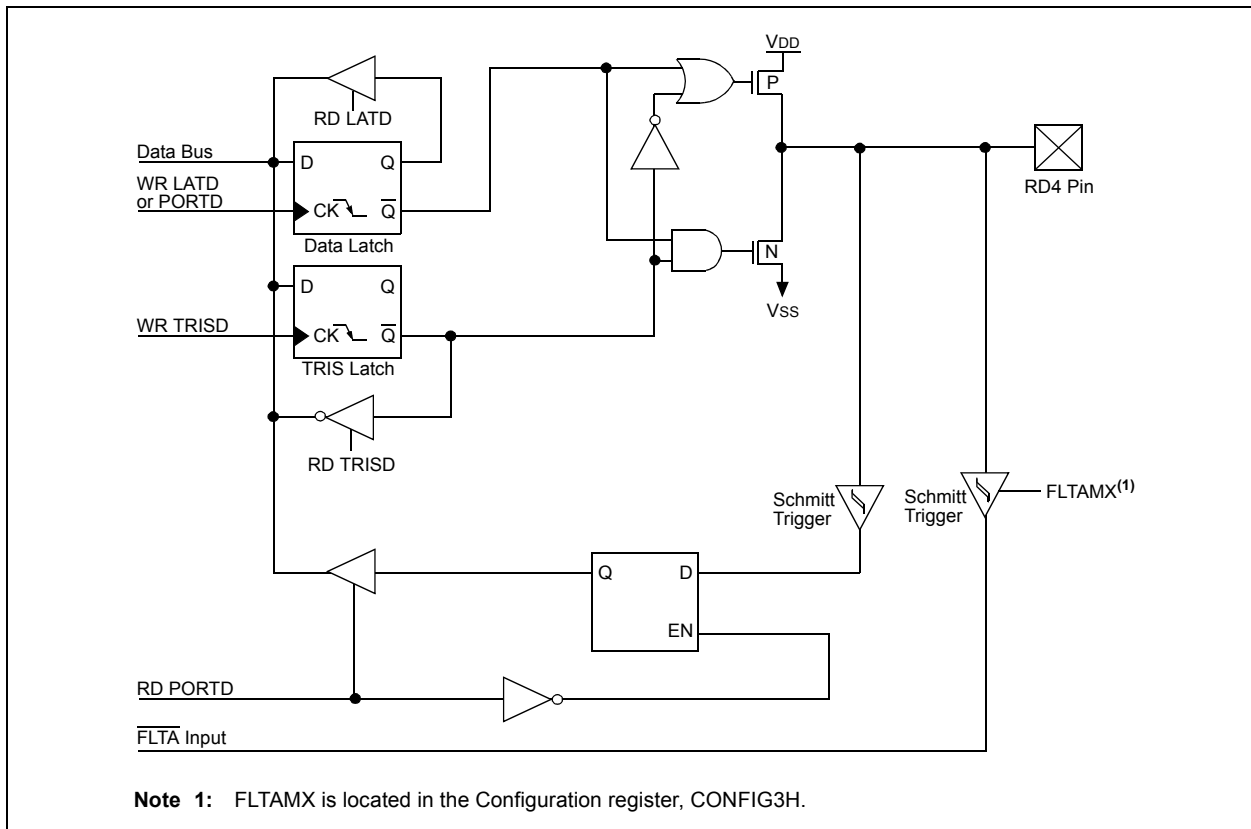 VDD
P
RD LATD
Data Bus
D Q
RD4 Pin
WR LATD
or PORTD
CK Q̅
Data Latch
N
D Q
VSS
WR TRISD
CK Q̅
TRIS Latch
RD TRISD
Schmitt
Trigger
Schmitt
Trigger
FLTAMX(1)
Q D
EN
RD PORTD
F̅L̅T̅A̅ Input
Note 1: FLTAMX is located in the Configuration register, CONFIG3H.